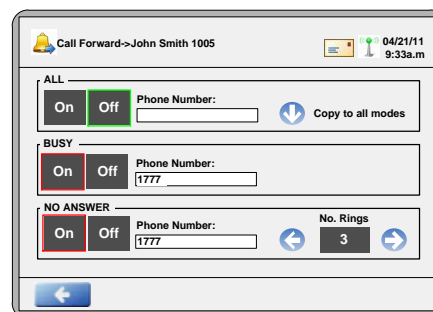 Call Forward->John Smith 1005
04/21/11
9:33a.m
ALL
On Off
Phone Number:
Copy to all modes
BUSY
On Off
Phone Number:
1777
NO ANSWER
On Off
Phone Number:
1777
No. Rings
3